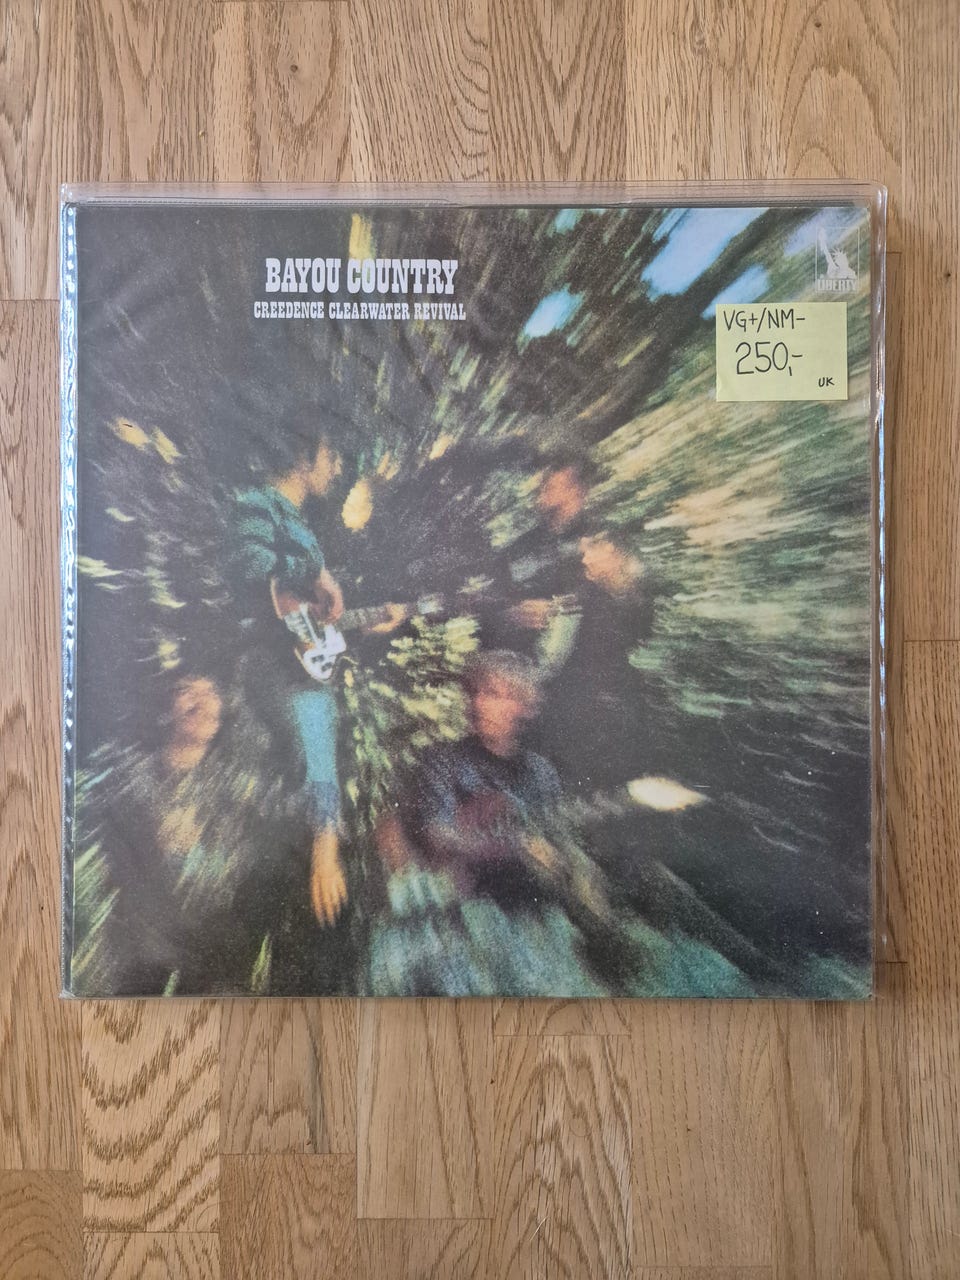 BAYOU COUNTRY
CREEDENCE CLEARWATER REVIVAL
LIBERTY
VG+/NM-
250,-
UK